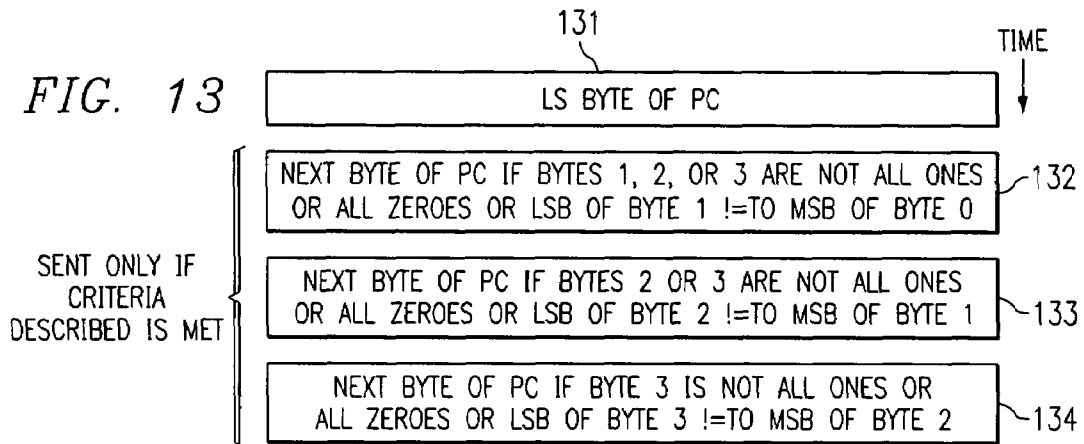 131
TIME
FIG. 13
LS BYTE OF PC
NEXT BYTE OF PC IF BYTES 1, 2, OR 3 ARE NOT ALL ONES
OR ALL ZEROES OR LSB OF BYTE 1 !=TO MSB OF BYTE 0
132
SENT ONLY IF
CRITERIA
DESCRIBED IS MET
NEXT BYTE OF PC IF BYTES 2 OR 3 ARE NOT ALL ONES
OR ALL ZEROES OR LSB OF BYTE 2 !=TO MSB OF BYTE 1
133
NEXT BYTE OF PC IF BYTE 3 IS NOT ALL ONES OR
ALL ZEROES OR LSB OF BYTE 3 !=TO MSB OF BYTE 2
134